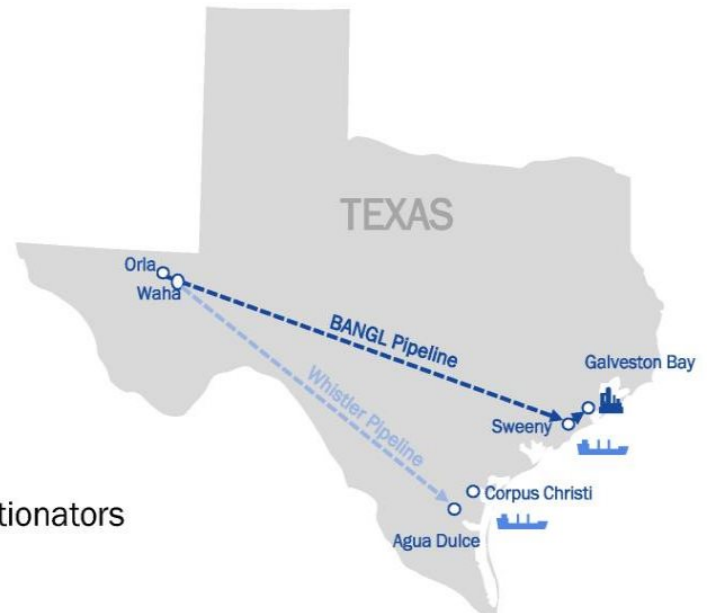 TEXAS
Orla
Waha
BANGL Pipeline
Galveston Bay
Whistler Pipeline
Sweeny
Corpus Christi
tionators
Agua Dulce